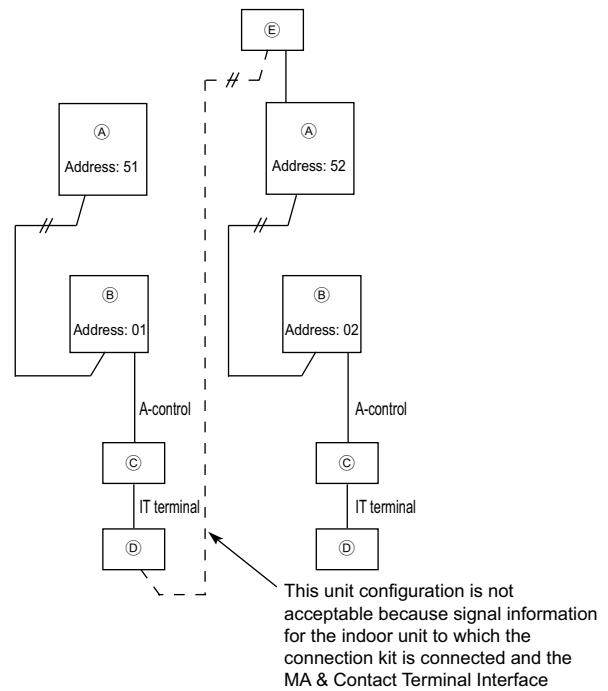 Ⓔ
Ⓐ
Address: 51
Ⓐ
Address: 52
Ⓑ
Address: 01
Ⓑ
Address: 02
A-control
A-control
Ⓒ
Ⓒ
IT terminal
IT terminal
Ⓓ
Ⓓ
This unit configuration is not
acceptable because signal information
for the indoor unit to which the
connection kit is connected and the
MA & Contact Terminal Interface